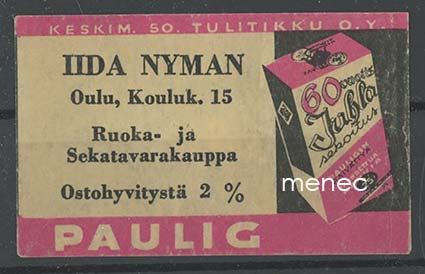 KESKIM. 50. TULITIKKU O.Y.
IIDA NYMAN
Oulu, Kouluk. 15
Ruoka- ja
Sekatavarakauppa
Ostohyvitystä 2 %
60
Juhla
sekoitus
PAULIG
menec